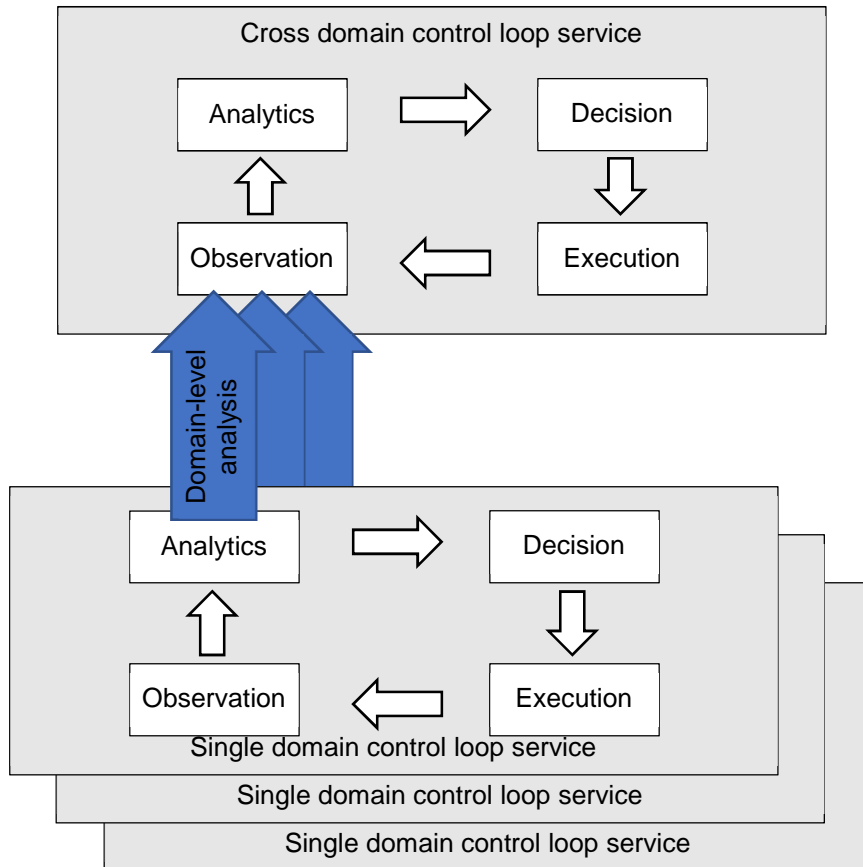 Cross domain control loop service
Analytics
Decision
Observation
Execution
Domain-level
analysis
Analytics
Decision
Observation
Execution
Single domain control loop service
Single domain control loop service
Single domain control loop service